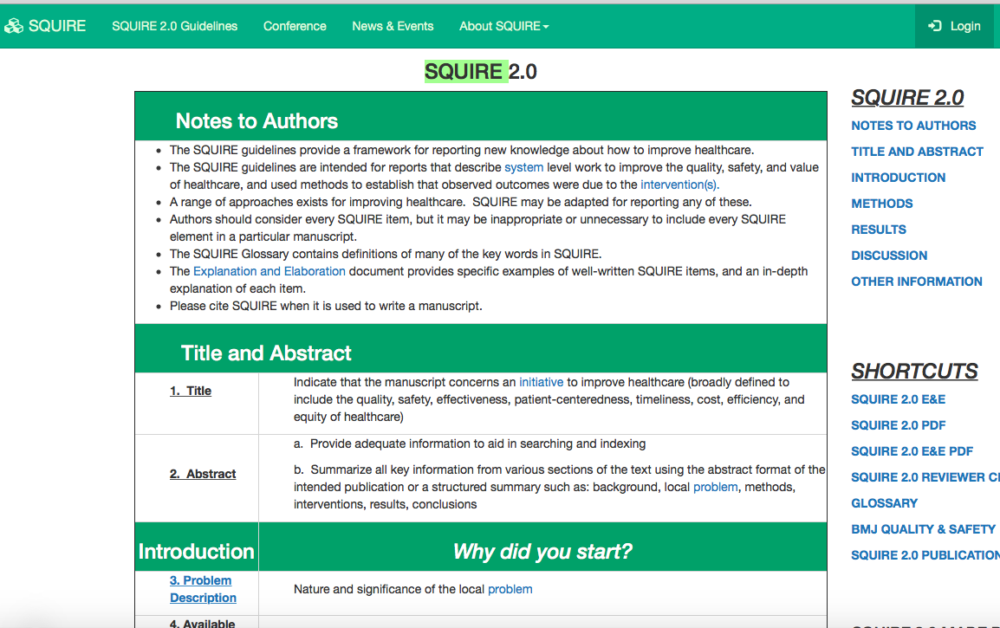 SQUIRE SQUIRE 2.0 Guidelines Conference News & Events About SQUIRE Login
SQUIRE 2.0
Notes to Authors
• The SQUIRE guidelines provide a framework for reporting new knowledge about how to improve healthcare.
• The SQUIRE guidelines are intended for reports that describe system level work to improve the quality, safety, and value
of healthcare, and used methods to establish that observed outcomes were due to the intervention(s).
• A range of approaches exists for improving healthcare.  SQUIRE may be adapted for reporting any of these.
• Authors should consider every SQUIRE item, but it may be inappropriate or unnecessary to include every SQUIRE
element in a particular manuscript.
• The SQUIRE Glossary contains definitions of many of the key words in SQUIRE.
• The Explanation and Elaboration document provides specific examples of well-written SQUIRE items, and an in-depth
explanation of each item.
• Please cite SQUIRE when it is used to write a manuscript.
Title and Abstract
1.  Title
Indicate that the manuscript concerns an initiative to improve healthcare (broadly defined to
include the quality, safety, effectiveness, patient-centeredness, timeliness, cost, efficiency, and
equity of healthcare)
2.  Abstract
a.  Provide adequate information to aid in searching and indexing
b.  Summarize all key information from various sections of the text using the abstract format of the
intended publication or a structured summary such as: background, local problem, methods,
interventions, results, conclusions
Introduction
Why did you start?
3. Problem
Description
Nature and significance of the local problem
4. Available
SQUIRE 2.0
NOTES TO AUTHORS
TITLE AND ABSTRACT
INTRODUCTION
METHODS
RESULTS
DISCUSSION
OTHER INFORMATION
SHORTCUTS
SQUIRE 2.0 E&E
SQUIRE 2.0 PDF
SQUIRE 2.0 E&E PDF
SQUIRE 2.0 REVIEWER
GLOSSARY
BMJ QUALITY & SAFETY
SQUIRE 2.0 PUBLICATION